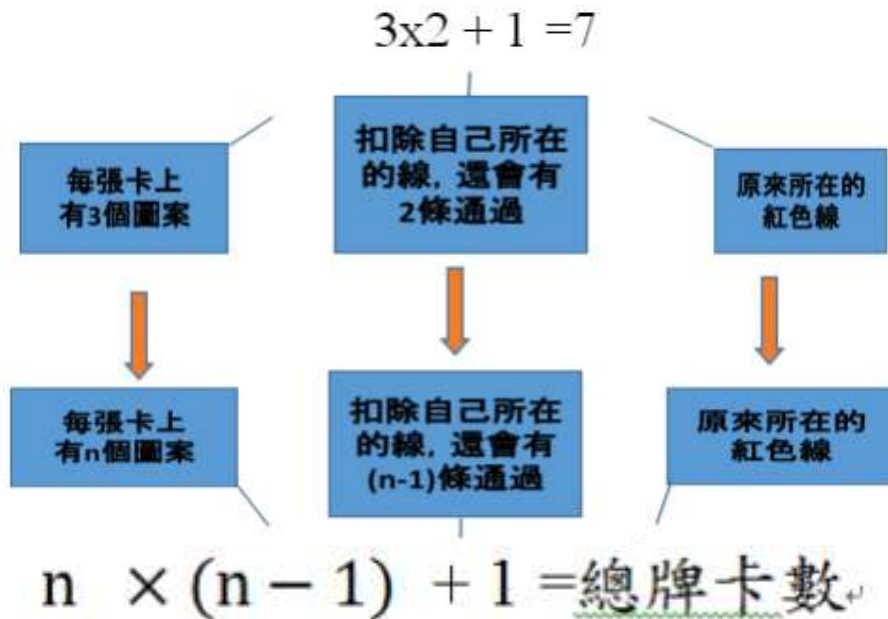 3x2 + 1 =7
每張卡上
有3個圖案
扣除自己所在
的線，還會有
2條通過
原來所在的
紅色線
每張卡上
有n個圖案
扣除自己所在
的線，還會有
(n-1)條通過
原來所在的
紅色線
n ×(n − 1) + 1 =總牌卡數